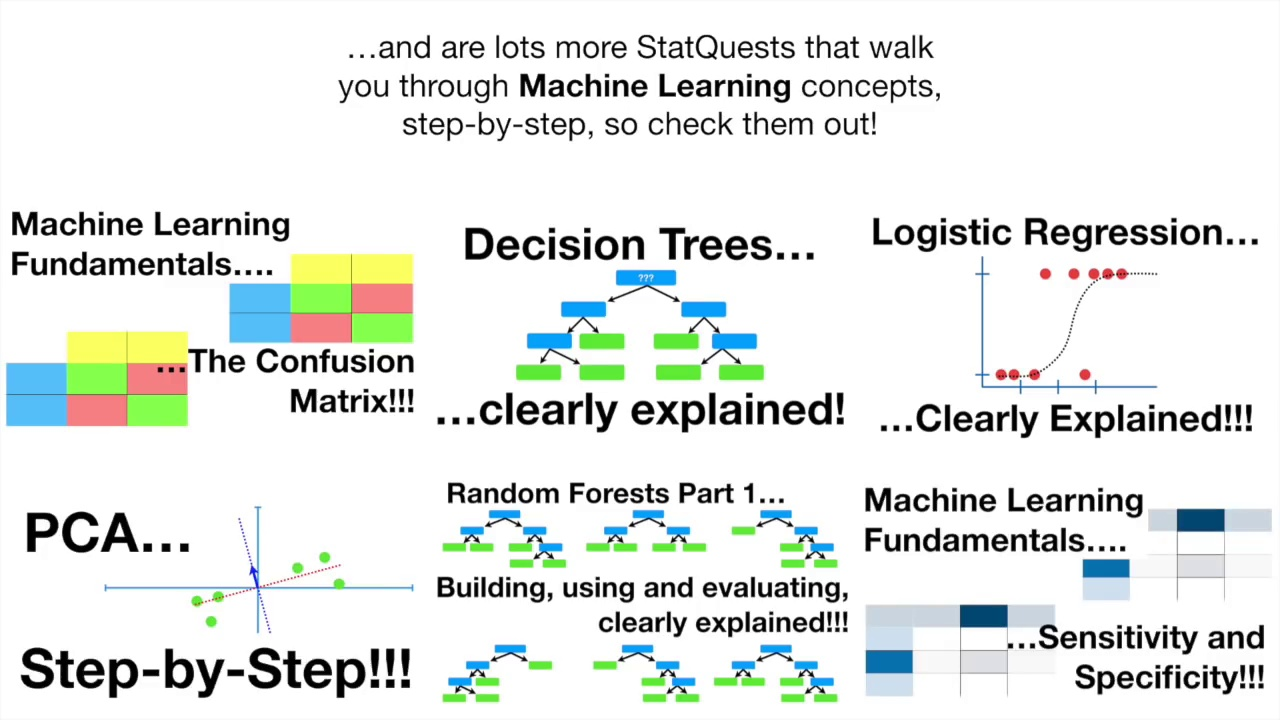 …and are lots more StatQuests that walk
you through Machine Learning concepts,
step-by-step, so check them out!
Machine Learning
Fundamentals….
…The Confusion
Matrix!!!
Decision Trees…
???
…clearly explained!
Logistic Regression…
…Clearly Explained!!!
PCA…
Step-by-Step!!!
Random Forests Part 1…
Building, using and evaluating,
clearly explained!!!
Machine Learning
Fundamentals….
…Sensitivity and
Specificity!!!